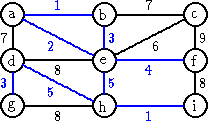 a 1 b 7 c
7 2 3 6 9
d 8 e 4 f
3 5 5 8
g 8 h 1 i